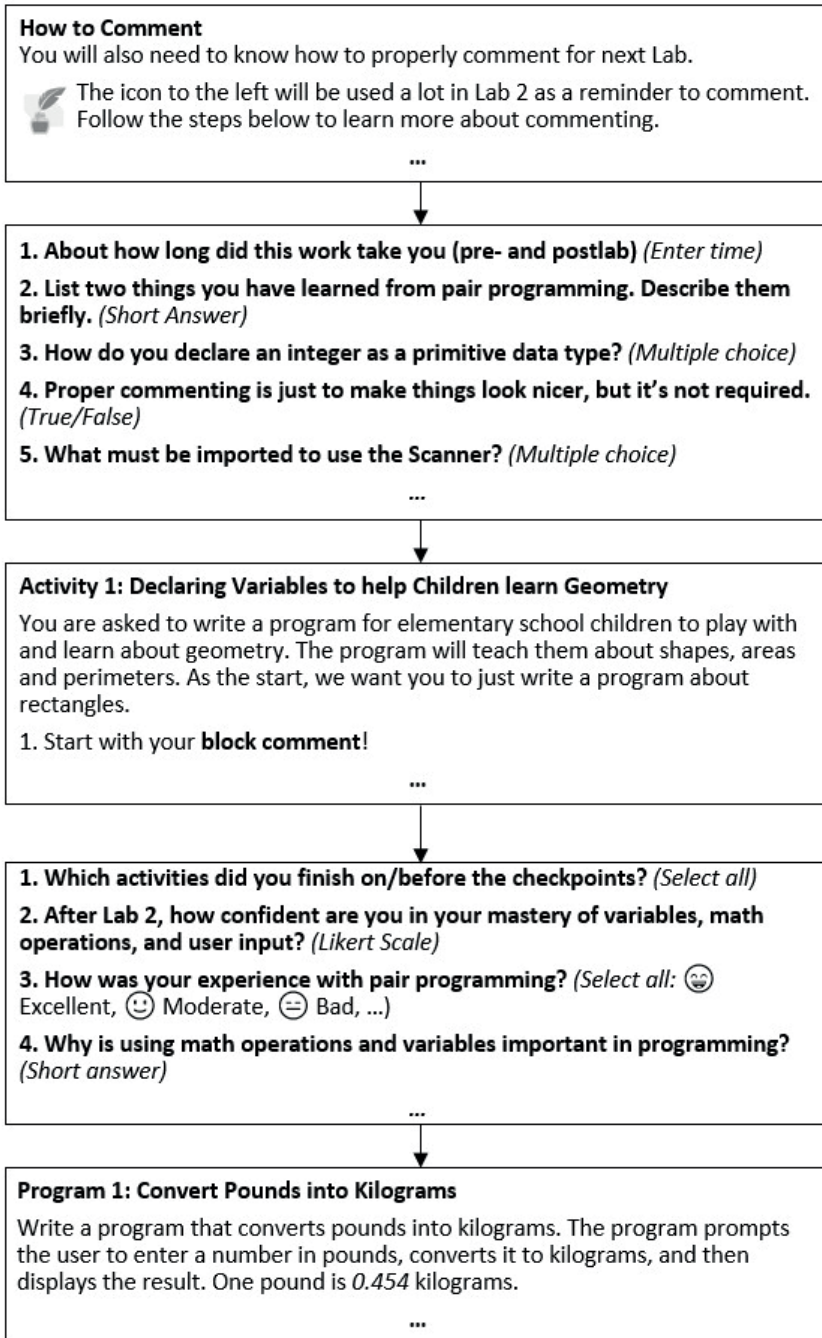 How to Comment
You will also need to know how to properly comment for next Lab.
The icon to the left will be used a lot in Lab 2 as a reminder to comment.
Follow the steps below to learn more about commenting.
...
1. About how long did this work take you (pre- and postlab) (Enter time)
2. List two things you have learned from pair programming. Describe them
briefly. (Short Answer)
3. How do you declare an integer as a primitive data type? (Multiple choice)
4. Proper commenting is just to make things look nicer, but it's not required.
(True/False)
5. What must be imported to use the Scanner? (Multiple choice)
...
Activity 1: Declaring Variables to help Children learn Geometry
You are asked to write a program for elementary school children to play with
and learn about geometry. The program will teach them about shapes, areas
and perimeters. As the start, we want you to just write a program about
rectangles.
1. Start with your block comment!
...
1. Which activities did you finish on/before the checkpoints? (Select all)
2. After Lab 2, how confident are you in your mastery of variables, math
operations, and user input? (Likert Scale)
3. How was your experience with pair programming? (Select all: 😁
Excellent, 🙂 Moderate, 😑 Bad, ...)
4. Why is using math operations and variables important in programming?
(Short answer)
...
Program 1: Convert Pounds into Kilograms
Write a program that converts pounds into kilograms. The program prompts
the user to enter a number in pounds, converts it to kilograms, and then
displays the result. One pound is 0.454 kilograms.
...